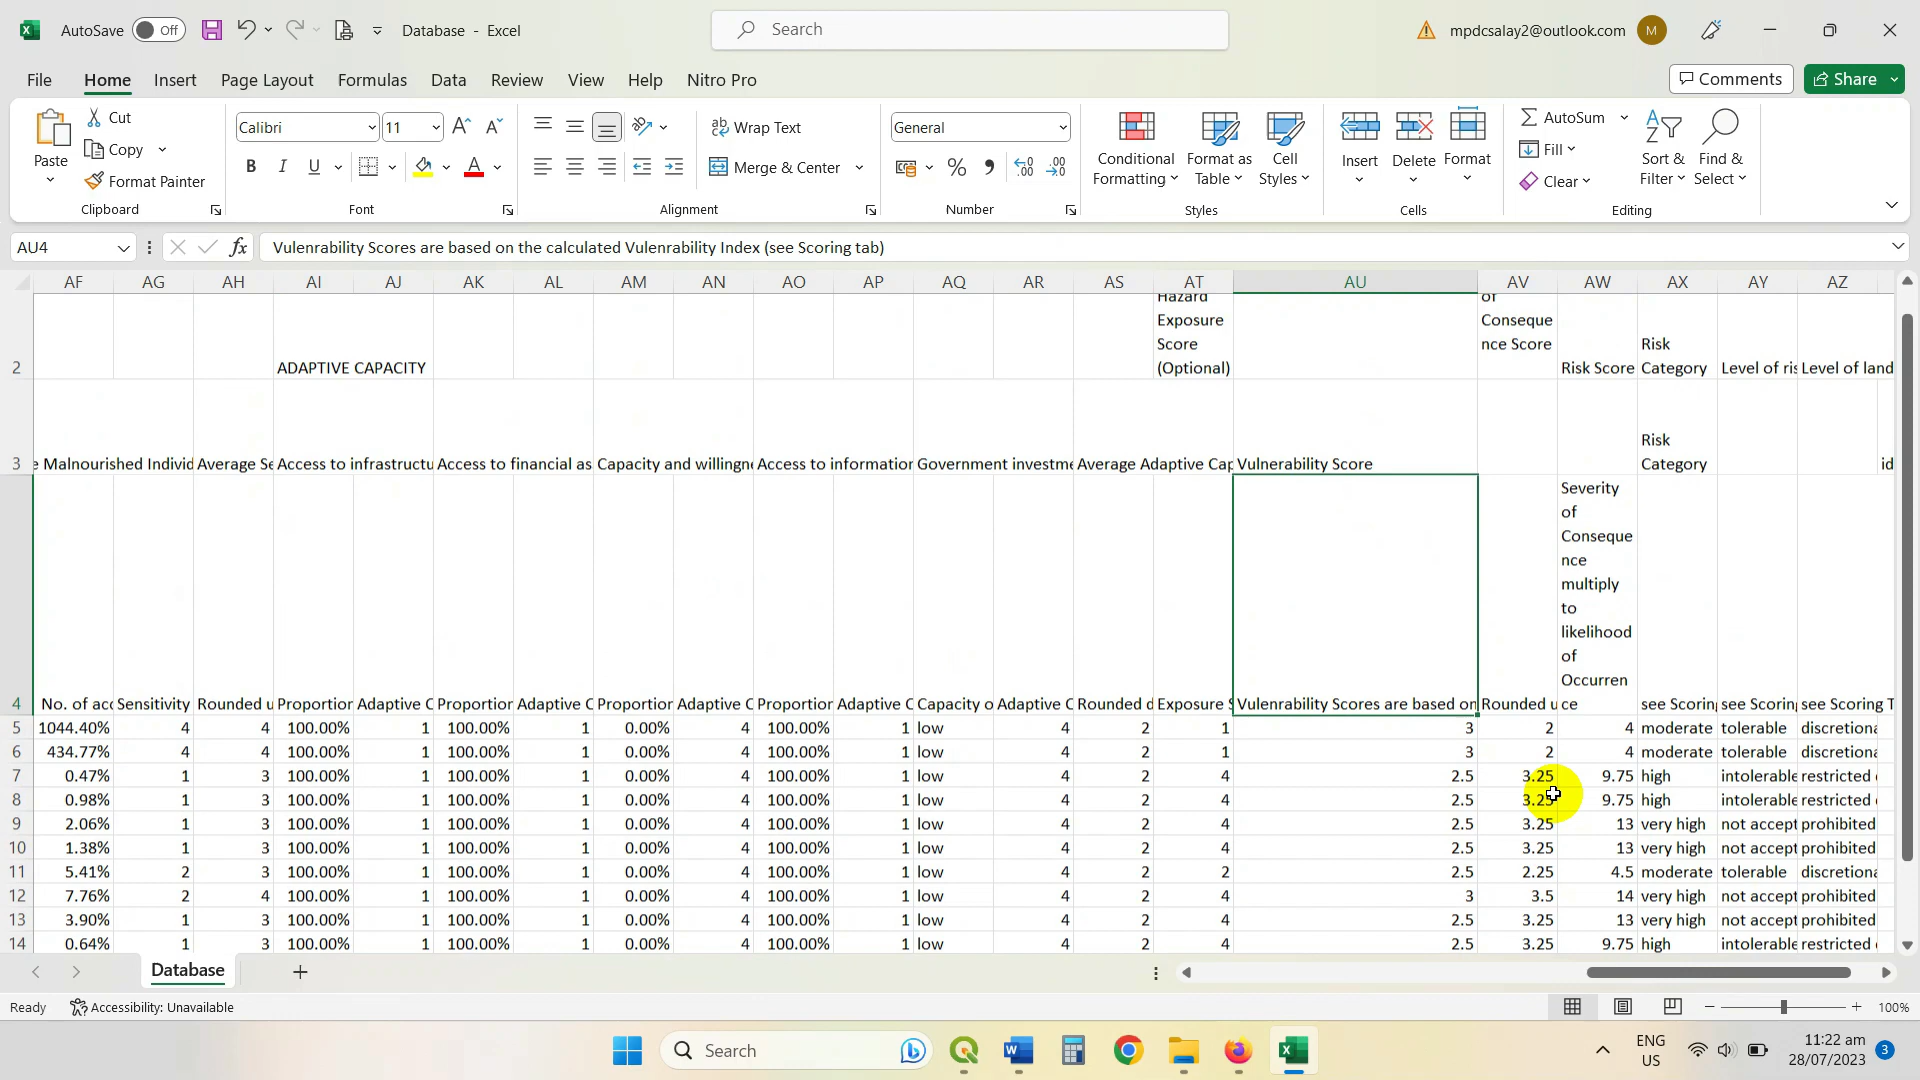 AutoSave Off Database - Excel Search mpdcsalay2@outlook.com M
File Home Insert Page Layout Formulas Data Review View Help Nitro Pro Comments Share
Paste Cut Copy Format Painter Clipboard
Calibri 11 B I U A Font
ab Wrap Text Merge & Center Alignment
General % Number
Conditional Formatting Format as Table Cell Styles Styles
Insert Delete Format Cells
AutoSum Fill Clear Sort & Filter Find & Select Editing
AU4 fx Vulenrability Scores are based on the calculated Vulenrability Index (see Scoring tab)
AF AG AH AI AJ AK AL AM AN AO AP AQ AR AS AT AU AV AW AX AY AZ
2 ADAPTIVE CAPACITY Hazard Exposure Score (Optional) of Conseque nce Score Risk Score Risk Category Level of ris Level of land
3 e Malnourished Individ Average Se Access to infrastructu Access to financial as Capacity and willingne Access to information Government investme Average Adaptive Cap Vulnerability Score Risk Category id
4 No. of acc Sensitivity Rounded u Proportion Adaptive C Proportion Adaptive C Proportion Adaptive C Proportion Adaptive C Capacity o Adaptive C Rounded d Exposure S Vulenrability Scores are based on Rounded u Severity of Conseque nce multiply to likelihood of Occurren ce see Scoring see Scoring see Scoring T
5 1044.40% 4 4 100.00% 1 100.00% 1 0.00% 4 100.00% 1 low 4 2 1 3 2 4 moderate tolerable discretiona
6 434.77% 4 4 100.00% 1 100.00% 1 0.00% 4 100.00% 1 low 4 2 1 3 2 4 moderate tolerable discretiona
7 0.47% 1 3 100.00% 1 100.00% 1 0.00% 4 100.00% 1 low 4 2 4 2.5 3.25 9.75 high intolerable restricted
8 0.98% 1 3 100.00% 1 100.00% 1 0.00% 4 100.00% 1 low 4 2 4 2.5 3.25 9.75 high intolerable restricted
9 2.06% 1 3 100.00% 1 100.00% 1 0.00% 4 100.00% 1 low 4 2 4 2.5 3.25 13 very high not accept prohibited
10 1.38% 1 3 100.00% 1 100.00% 1 0.00% 4 100.00% 1 low 4 2 4 2.5 3.25 13 very high not accept prohibited
11 5.41% 2 3 100.00% 1 100.00% 1 0.00% 4 100.00% 1 low 4 2 2 2.5 2.25 4.5 moderate tolerable discretiona
12 7.76% 2 4 100.00% 1 100.00% 1 0.00% 4 100.00% 1 low 4 2 4 3 3.5 14 very high not accept prohibited
13 3.90% 1 3 100.00% 1 100.00% 1 0.00% 4 100.00% 1 low 4 2 4 2.5 3.25 13 very high not accept prohibited
14 0.64% 1 3 100.00% 1 100.00% 1 0.00% 4 100.00% 1 low 4 2 4 2.5 3.25 9.75 high intolerable restricted
Database
Ready Accessibility: Unavailable 100%
Search ENG US 11:22 am 28/07/2023 3